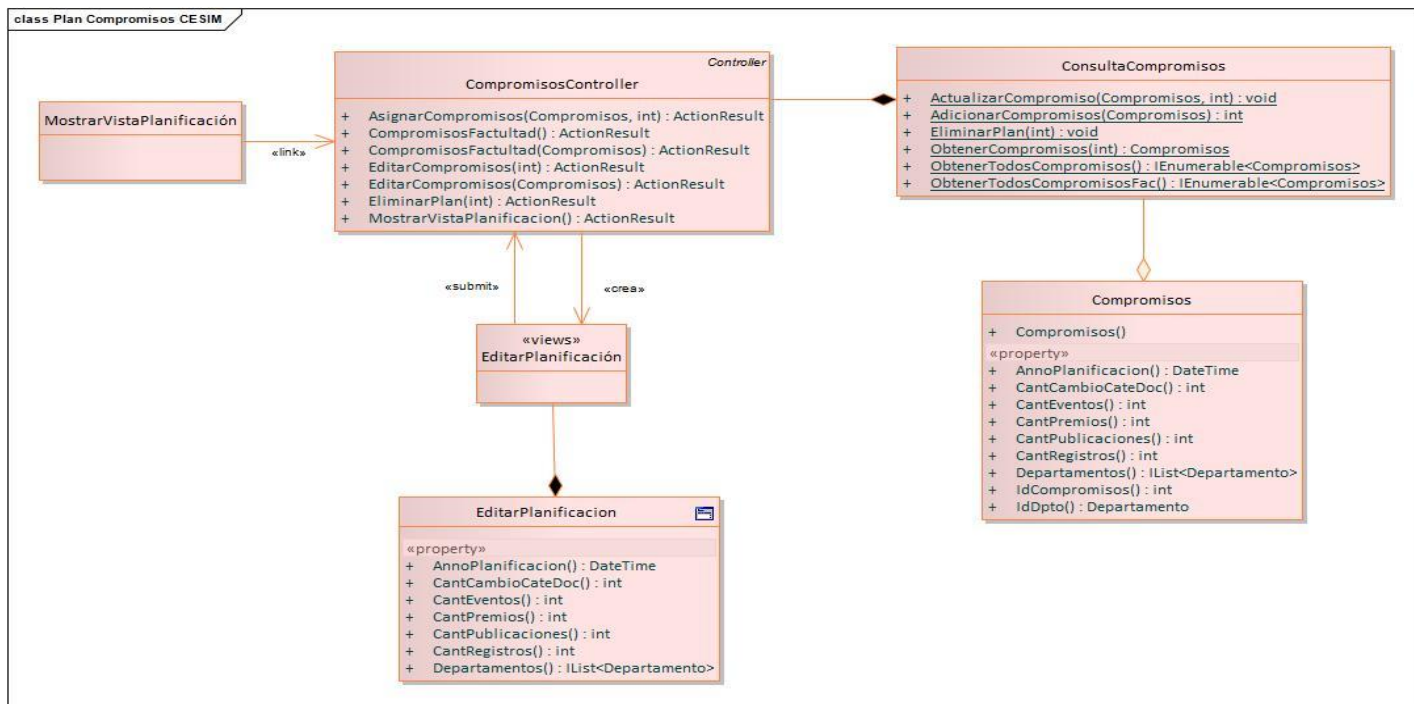 class Plan Compromisos CESIM
MostrarVistaPlanificación
«link»
Controller
CompromisosController
+ AsignarCompromisos(Compromisos, int) : ActionResult
+ CompromisosFacultad() : ActionResult
+ CompromisosFacultad(Compromisos) : ActionResult
+ EditarCompromisos(int) : ActionResult
+ EditarCompromisos(Compromisos) : ActionResult
+ EliminarPlan(int) : ActionResult
+ MostrarVistaPlanificacion() : ActionResult
ConsultaCompromisos
+ ActualizarCompromiso(Compromisos, int) : void
+ AdicionarCompromisos(Compromisos) : int
+ EliminarPlan(int) : void
+ ObtenerCompromisos(int) : Compromisos
+ ObtenerTodosCompromisos() : IEnumerable<Compromisos>
+ ObtenerTodosCompromisosFac() : IEnumerable<Compromisos>
«submit»
«crea»
«views»
EditarPlanificación
Compromisos
+ Compromisos()
«property»
+ AnnoPlanificacion() : DateTime
+ CantCambioCateDoc() : int
+ CantEventos() : int
+ CantPremios() : int
+ CantPublicaciones() : int
+ CantRegistros() : int
+ Departamentos() : IList<Departamento>
+ IdCompromisos() : int
+ IdDpto() : Departamento
EditarPlanificacion
«property»
+ AnnoPlanificacion() : DateTime
+ CantCambioCateDoc() : int
+ CantEventos() : int
+ CantPremios() : int
+ CantPublicaciones() : int
+ CantRegistros() : int
+ Departamentos() : IList<Departamento>